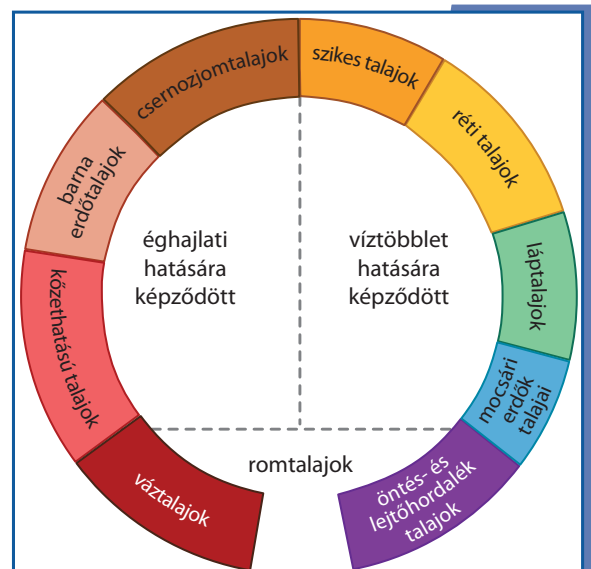 csernozjomtalajok
szikes talajok
réti talajok
láptalajok
mocsári
erdők
talajai
öntés- és
lejtőhordalék
talajok
váztalajok
kőzethatású talajok
barna
erdőtalajok
éghajlati
hatására
képződött
víztöbblet
hatására
képződött
romtalajok